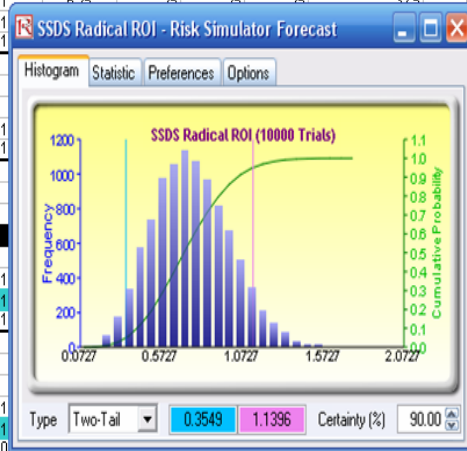 SSDS Radical ROI - Risk Simulator Forecast
Histogram Statistic Preferences Options
SSDS Radical ROI (10000 Trials)
1200
1000
800
600
400
200
0
Frequency
1.1
1.0
0.9
0.8
0.7
0.6
0.5
0.4
0.3
0.2
0.1
0.0
Cumulative Probability
0.0727 0.5727 1.0727 1.5727 2.0727
Type Two-Tail 0.3549 1.1396 Certainty (%) 90.00